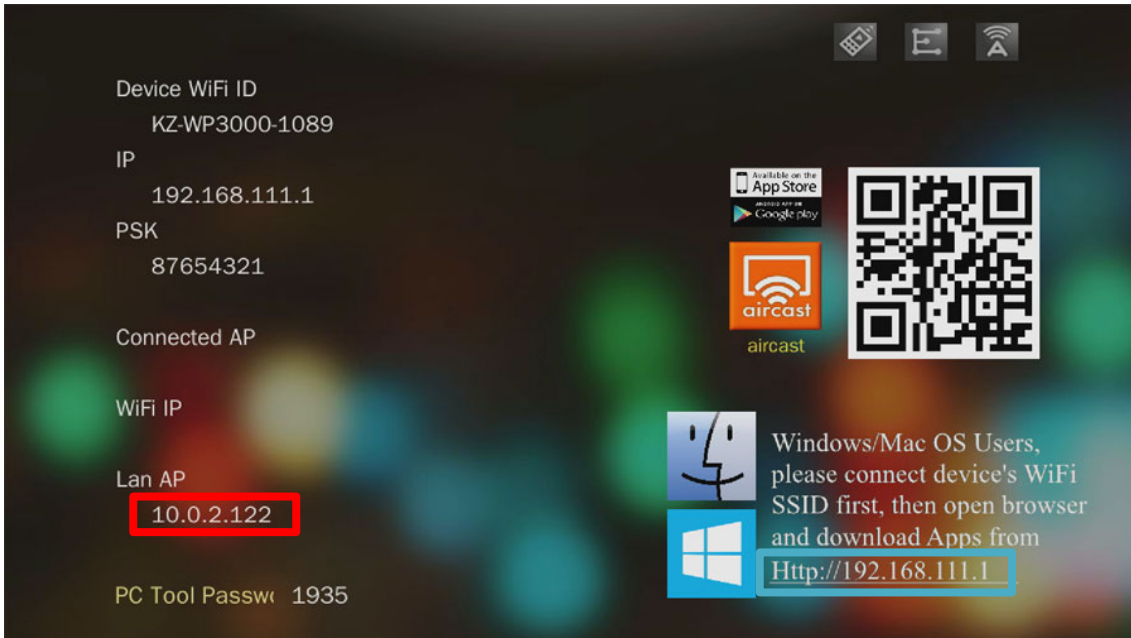 Device WiFi ID
KZ-WP3000-1089
IP
192.168.111.1
PSK
87654321
Connected AP
WiFi IP
Lan AP
10.0.2.122
PC Tool Passw 1935
Available on the
App Store
ANDROID APP ON
Google play
aircast
aircast
Windows/Mac OS Users,
please connect device's WiFi
SSID first, then open browser
and download Apps from
Http://192.168.111.1